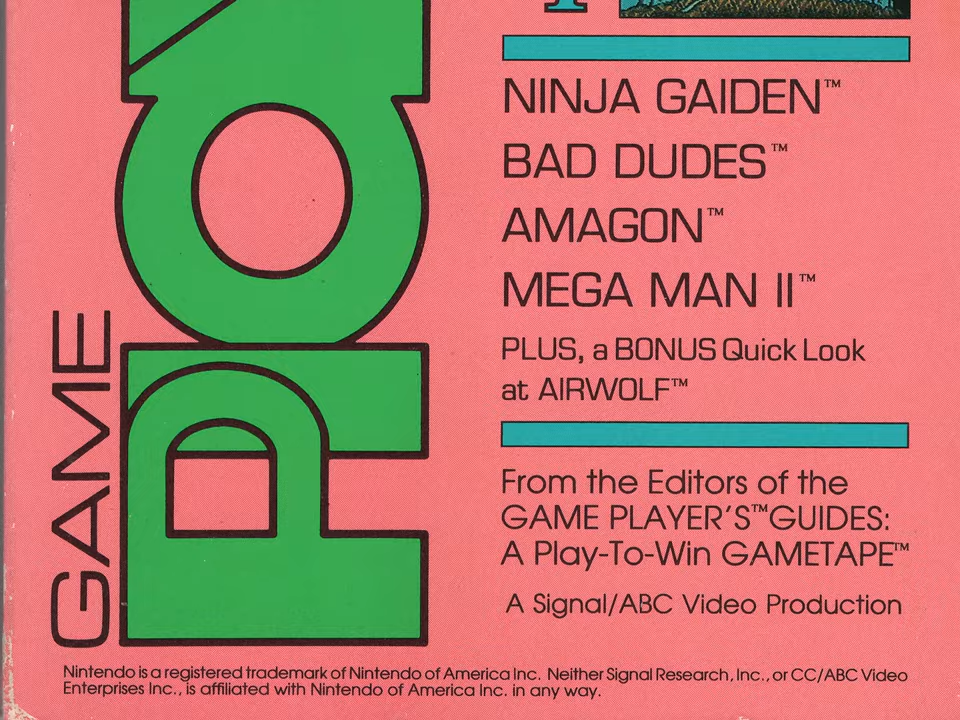 GAME
NINJA GAIDEN™
BAD DUDES™
AMAGON™
MEGA MAN II™
PLUS, a BONUS Quick Look
at AIRWOLF™
From the Editors of the
GAME PLAYER'S™ GUIDES:
A Play-To-Win GAMETAPE™
A Signal/ABC Video Production
Nintendo is a registered trademark of Nintendo of America Inc. Neither Signal Research, Inc., or CC/ABC Video
Enterprises Inc., is affiliated with Nintendo of America Inc. in any way.